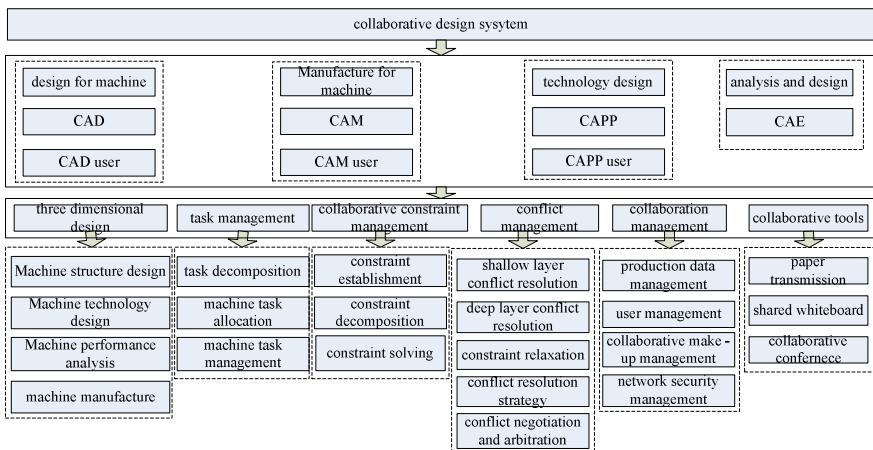 collaborative design sysytem
design for machine
CAD
CAD user
Manufacture for
machine
CAM
CAM user
technology design
CAPP
CAPP user
analysis and design
CAE
three dimensional
design
task management
collaborative constraint
management
conflict
management
collaboration
management
collaborative tools
Machine structure design
Machine technology
design
Machine performance
analysis
machine manufacture
task decomposition
machine task
allocation
machine task
management
constraint
establishment
constraint
decomposition
constraint solving
shallow layer
conflict resolution
deep layer conflict
resolution
constraint relaxation
conflict resolution
strategy
conflict negotiation
and arbitration
production data
management
user management
collaborative make -
up management
network security
management
paper
transmission
shared whiteboard
collaborative
confernece